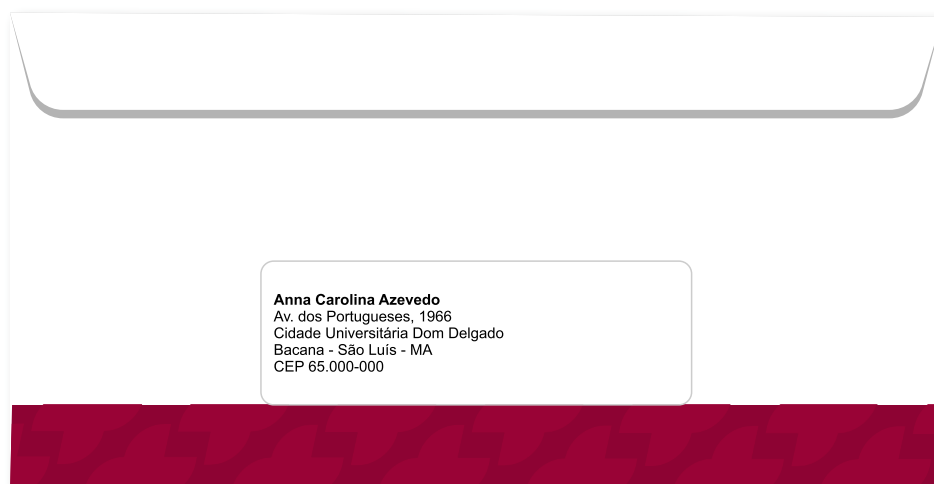 Anna Carolina Azevedo
Av. dos Portugueses, 1966
Cidade Universitária Dom Delgado
Bacana - São Luís - MA
CEP 65.000-000